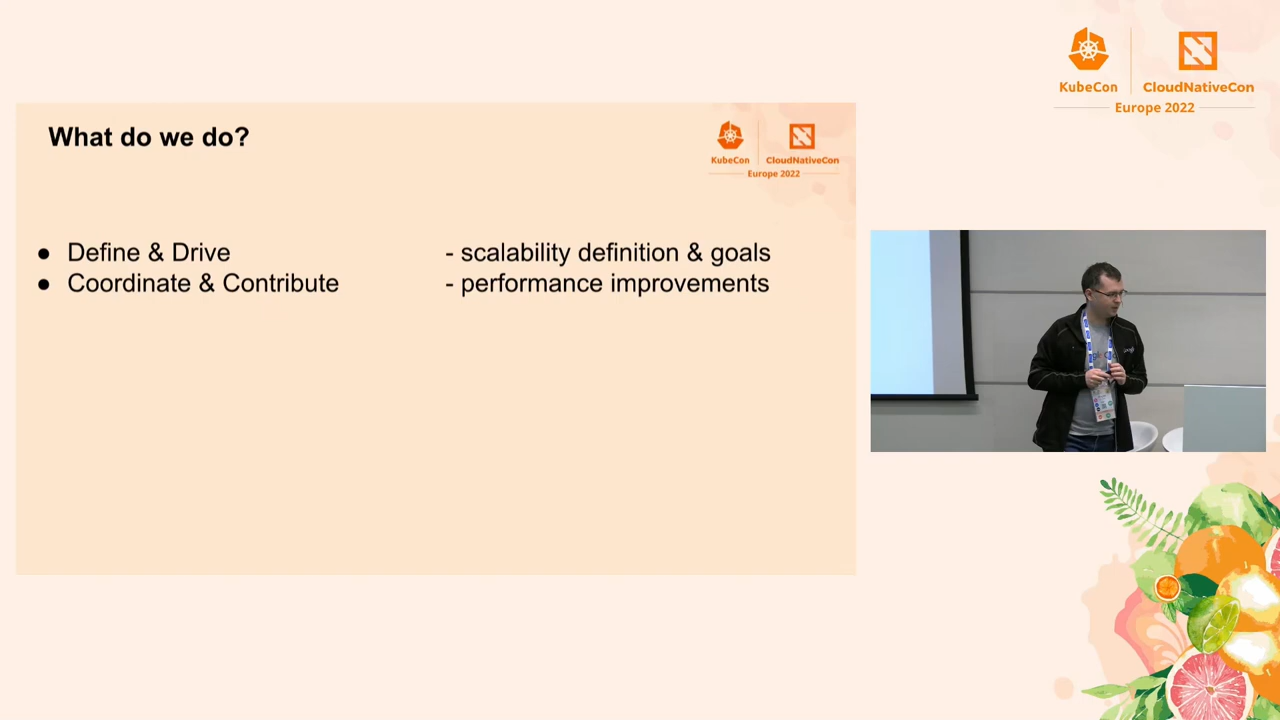 KubeCon
CloudNativeCon
Europe 2022
What do we do?
KubeCon
CloudNativeCon
Europe 2022
● Define & Drive - scalability definition & goals
● Coordinate & Contribute - performance improvements